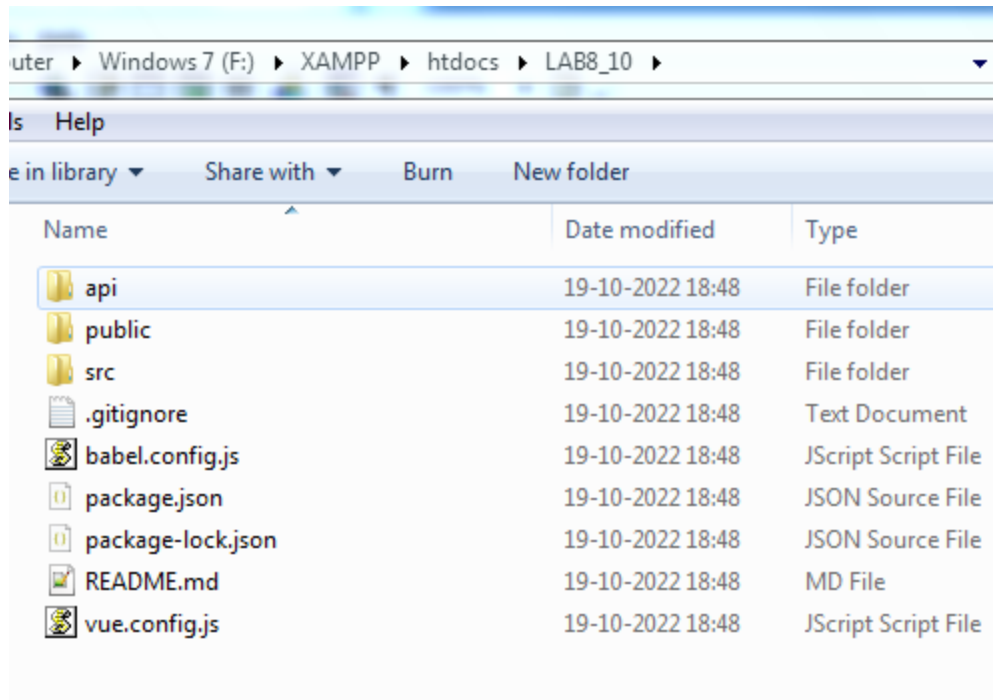 uter ▸ Windows 7 (F:) ▸ XAMPP ▸ htdocs ▸ LAB8_10 ▸
ls Help
e in library Share with Burn New folder
Name Date modified Type
api 19-10-2022 18:48 File folder
public 19-10-2022 18:48 File folder
src 19-10-2022 18:48 File folder
.gitignore 19-10-2022 18:48 Text Document
babel.config.js 19-10-2022 18:48 JScript Script File
package.json 19-10-2022 18:48 JSON Source File
package-lock.json 19-10-2022 18:48 JSON Source File
README.md 19-10-2022 18:48 MD File
vue.config.js 19-10-2022 18:48 JScript Script File